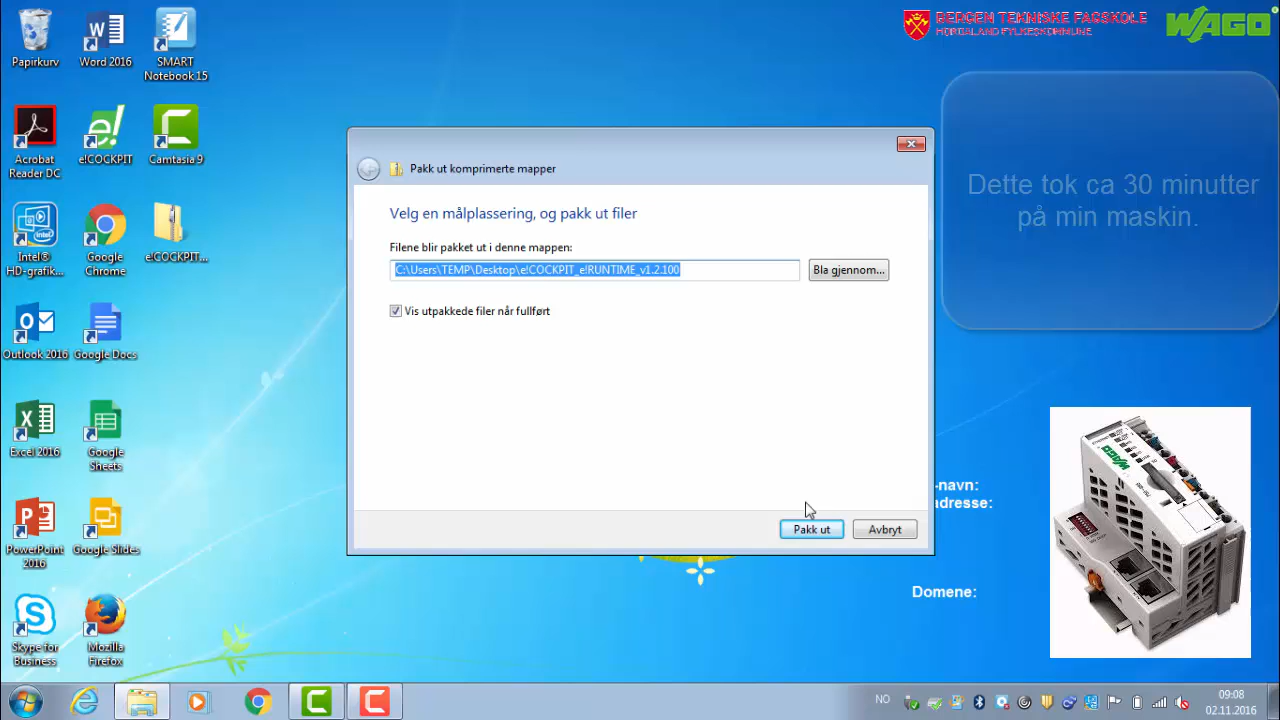 Papirkurv
Word 2016
SMART
Notebook 15
BERGEN TEKNISKE FAGSKOLE
HORDALAND FYLKESKOMMUNE
WAGO
Acrobat
Reader DC
e!COCKPIT
Camtasia 9
Intel®
HD-grafik...
Google
Chrome
e!COCKPIT...
Outlook 2016
Google Docs
Excel 2016
Google
Sheets
PowerPoint
2016
Google Slides
Skype for
Business
Mozilla
Firefox
Pakk ut komprimerte mapper
Velg en målplassering, og pakk ut filer
Filene blir pakket ut i denne mappen:
C:\Users\TEMP\Desktop\e!COCKPIT_e!RUNTIME_v1.2.100
Bla gjennom...
Vis utpakkede filer når fullført
Pakk ut
Avbryt
Dette tok ca 30 minutter
på min maskin.
-navn:
adresse:
Domene:
WAGO
NO
09:08
02.11.2016